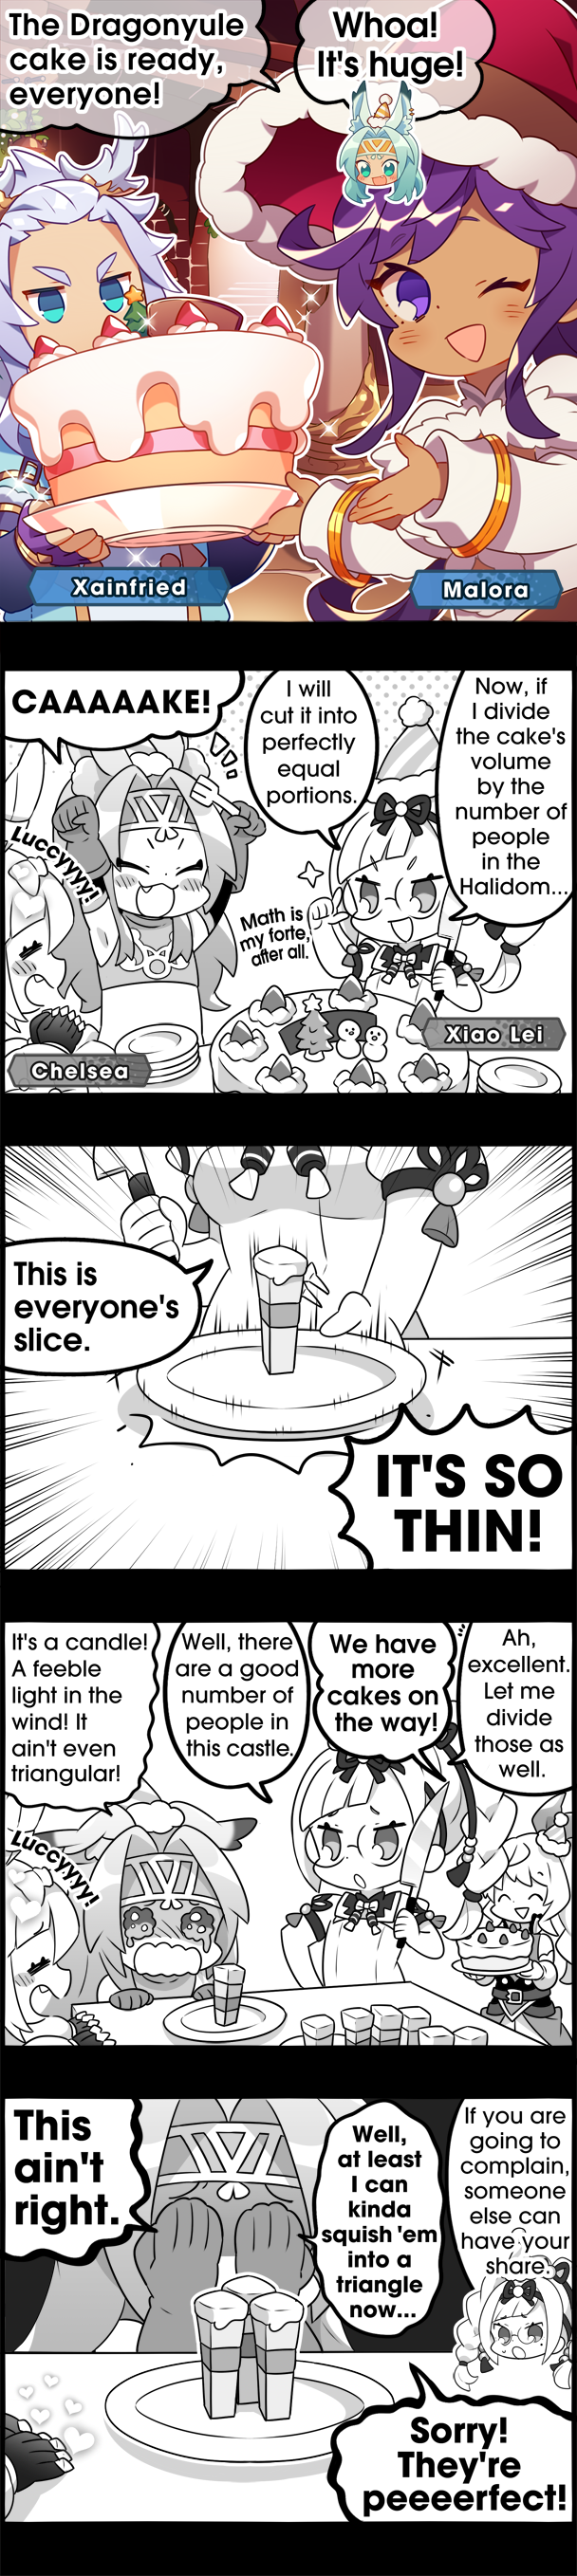 The Dragonyule
cake is ready,
everyone!
Whoa!
It's huge!
Xainfried
Malora
CAAAAAKE!
I will
cut it into
perfectly
equal
portions.
Now, if
I divide
the cake's
volume
by the
number of
people
in the
Halidom...
Luccyyyy!
Math is
my forte,
after all.
Chelsea
Xiao Lei
This is
everyone's
slice.
IT'S SO
THIN!
It's a candle!
A feeble
light in the
wind! It
ain't even
triangular!
Well, there
are a good
number of
people in
this castle.
We have
more
cakes on
the way!
Ah,
excellent.
Let me
divide
those as
well.
Luccyyyy!
This
ain't
right.
Well,
at least
I can
kinda
squish 'em
into a
triangle
now...
If you are
going to
complain,
someone
else can
have your
share.
Sorry!
They're
peeeerfect!